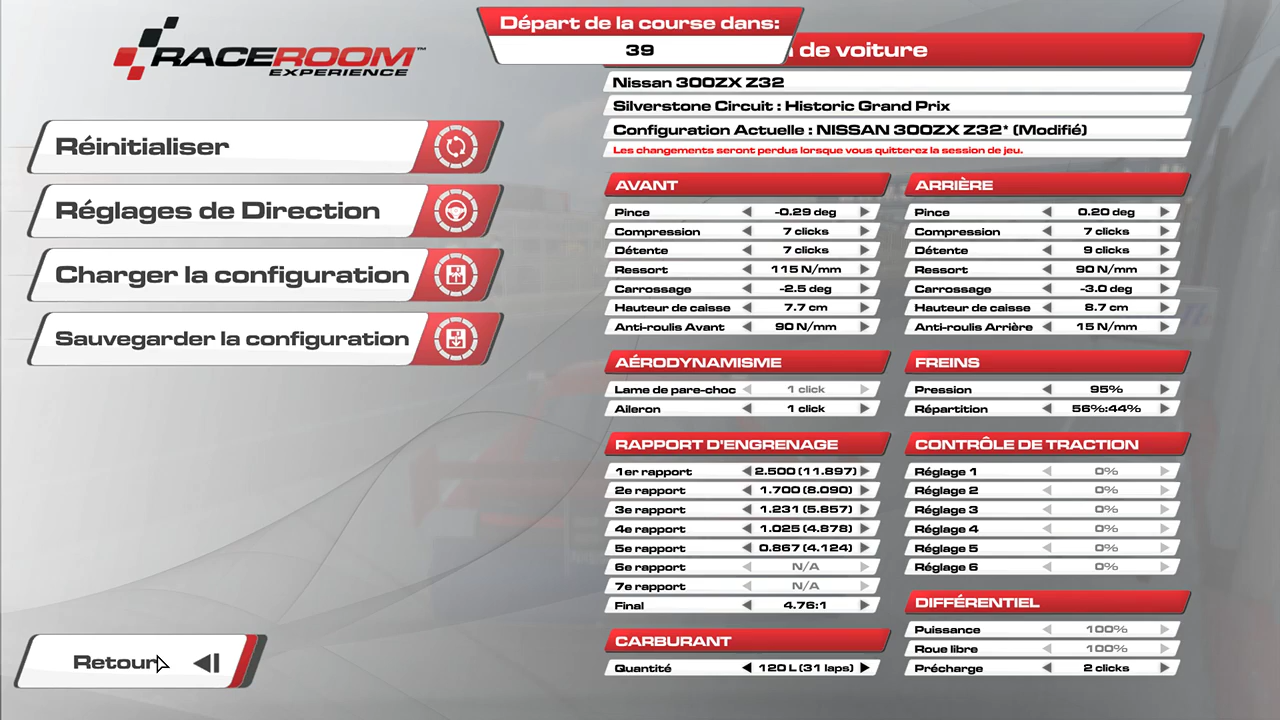 RACEROOM™
EXPERIENCE
Départ de la course dans:
39
de voiture
Nissan 300ZX Z32
Silverstone Circuit : Historic Grand Prix
Configuration Actuelle : NISSAN 300ZX Z32* (Modifié)
Les changements seront perdus lorsque vous quitterez la session de jeu.
Réinitialiser
Réglages de Direction
Charger la configuration
Sauvegarder la configuration
Retour
AVANT
Pince -0.29 deg
Compression 7 clicks
Détente 7 clicks
Ressort 115 N/mm
Carrossage -2.5 deg
Hauteur de caisse 7.7 cm
Anti-roulis Avant 90 N/mm
ARRIÈRE
Pince 0.20 deg
Compression 7 clicks
Détente 9 clicks
Ressort 90 N/mm
Carrossage -3.0 deg
Hauteur de caisse 8.7 cm
Anti-roulis Arrière 15 N/mm
AÉRODYNAMISME
Lame de pare-choc 1 click
Aileron 1 click
FREINS
Pression 95%
Répartition 56%:44%
RAPPORT D'ENGRENAGE
1er rapport 2.500 (11.897)
2e rapport 1.700 (8.090)
3e rapport 1.231 (5.857)
4e rapport 1.025 (4.878)
5e rapport 0.867 (4.124)
6e rapport N/A
7e rapport N/A
Final 4.76:1
CONTRÔLE DE TRACTION
Réglage 1 0%
Réglage 2 0%
Réglage 3 0%
Réglage 4 0%
Réglage 5 0%
Réglage 6 0%
CARBURANT
Quantité 120 L (31 laps)
DIFFÉRENTIEL
Puissance 100%
Roue libre 100%
Précharge 2 clicks